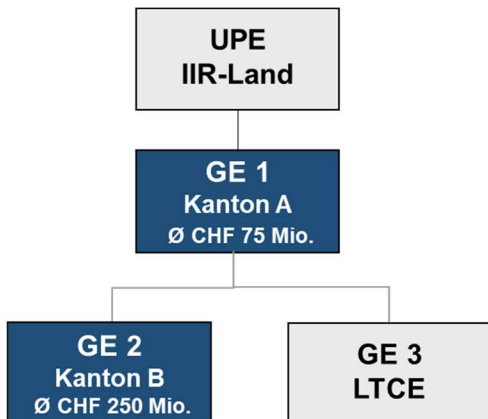 UPE
IIR-Land
GE 1
Kanton A
Ø CHF 75 Mio.
GE 2
Kanton B
Ø CHF 250 Mio.
GE 3
LTCE